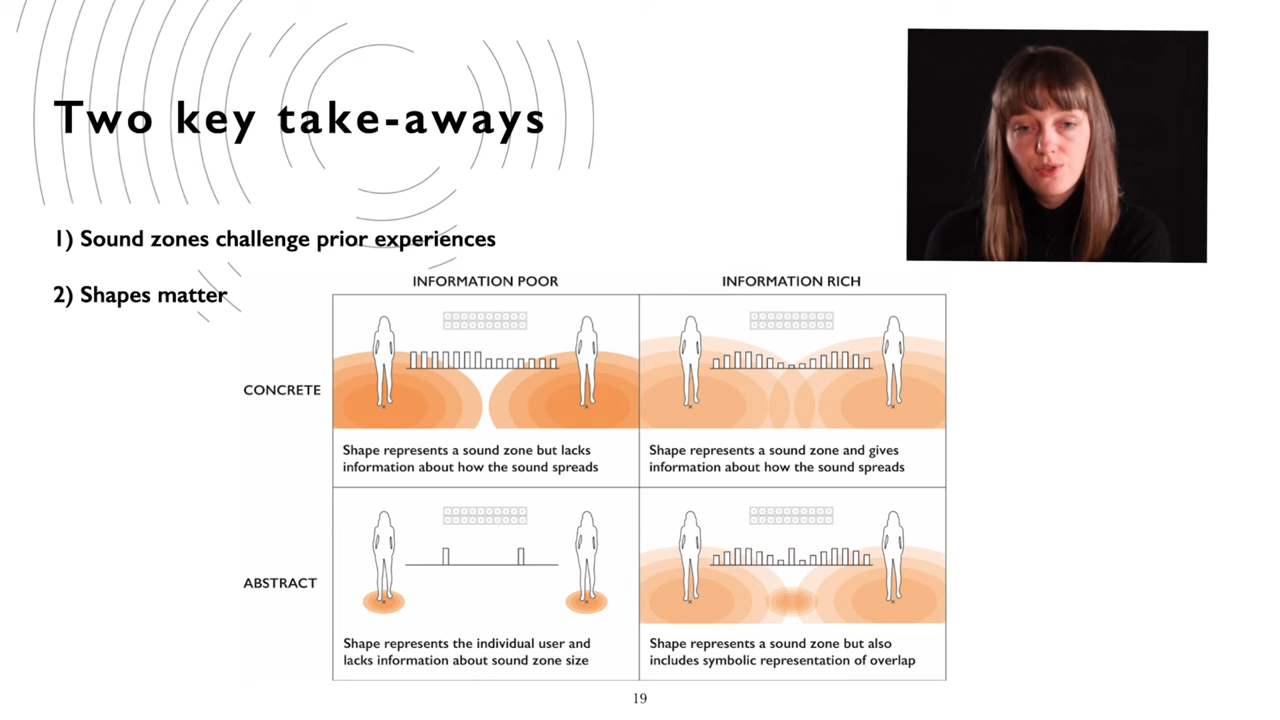 Two key take-aways
1) Sound zones challenge prior experiences
2) Shapes matter
INFORMATION POOR
INFORMATION RICH
CONCRETE
Shape represents a sound zone but lacks
information about how the sound spreads
Shape represents a sound zone and gives
information about how the sound spreads
ABSTRACT
Shape represents the individual user and
lacks information about sound zone size
Shape represents a sound zone but also
includes symbolic representation of overlap
19